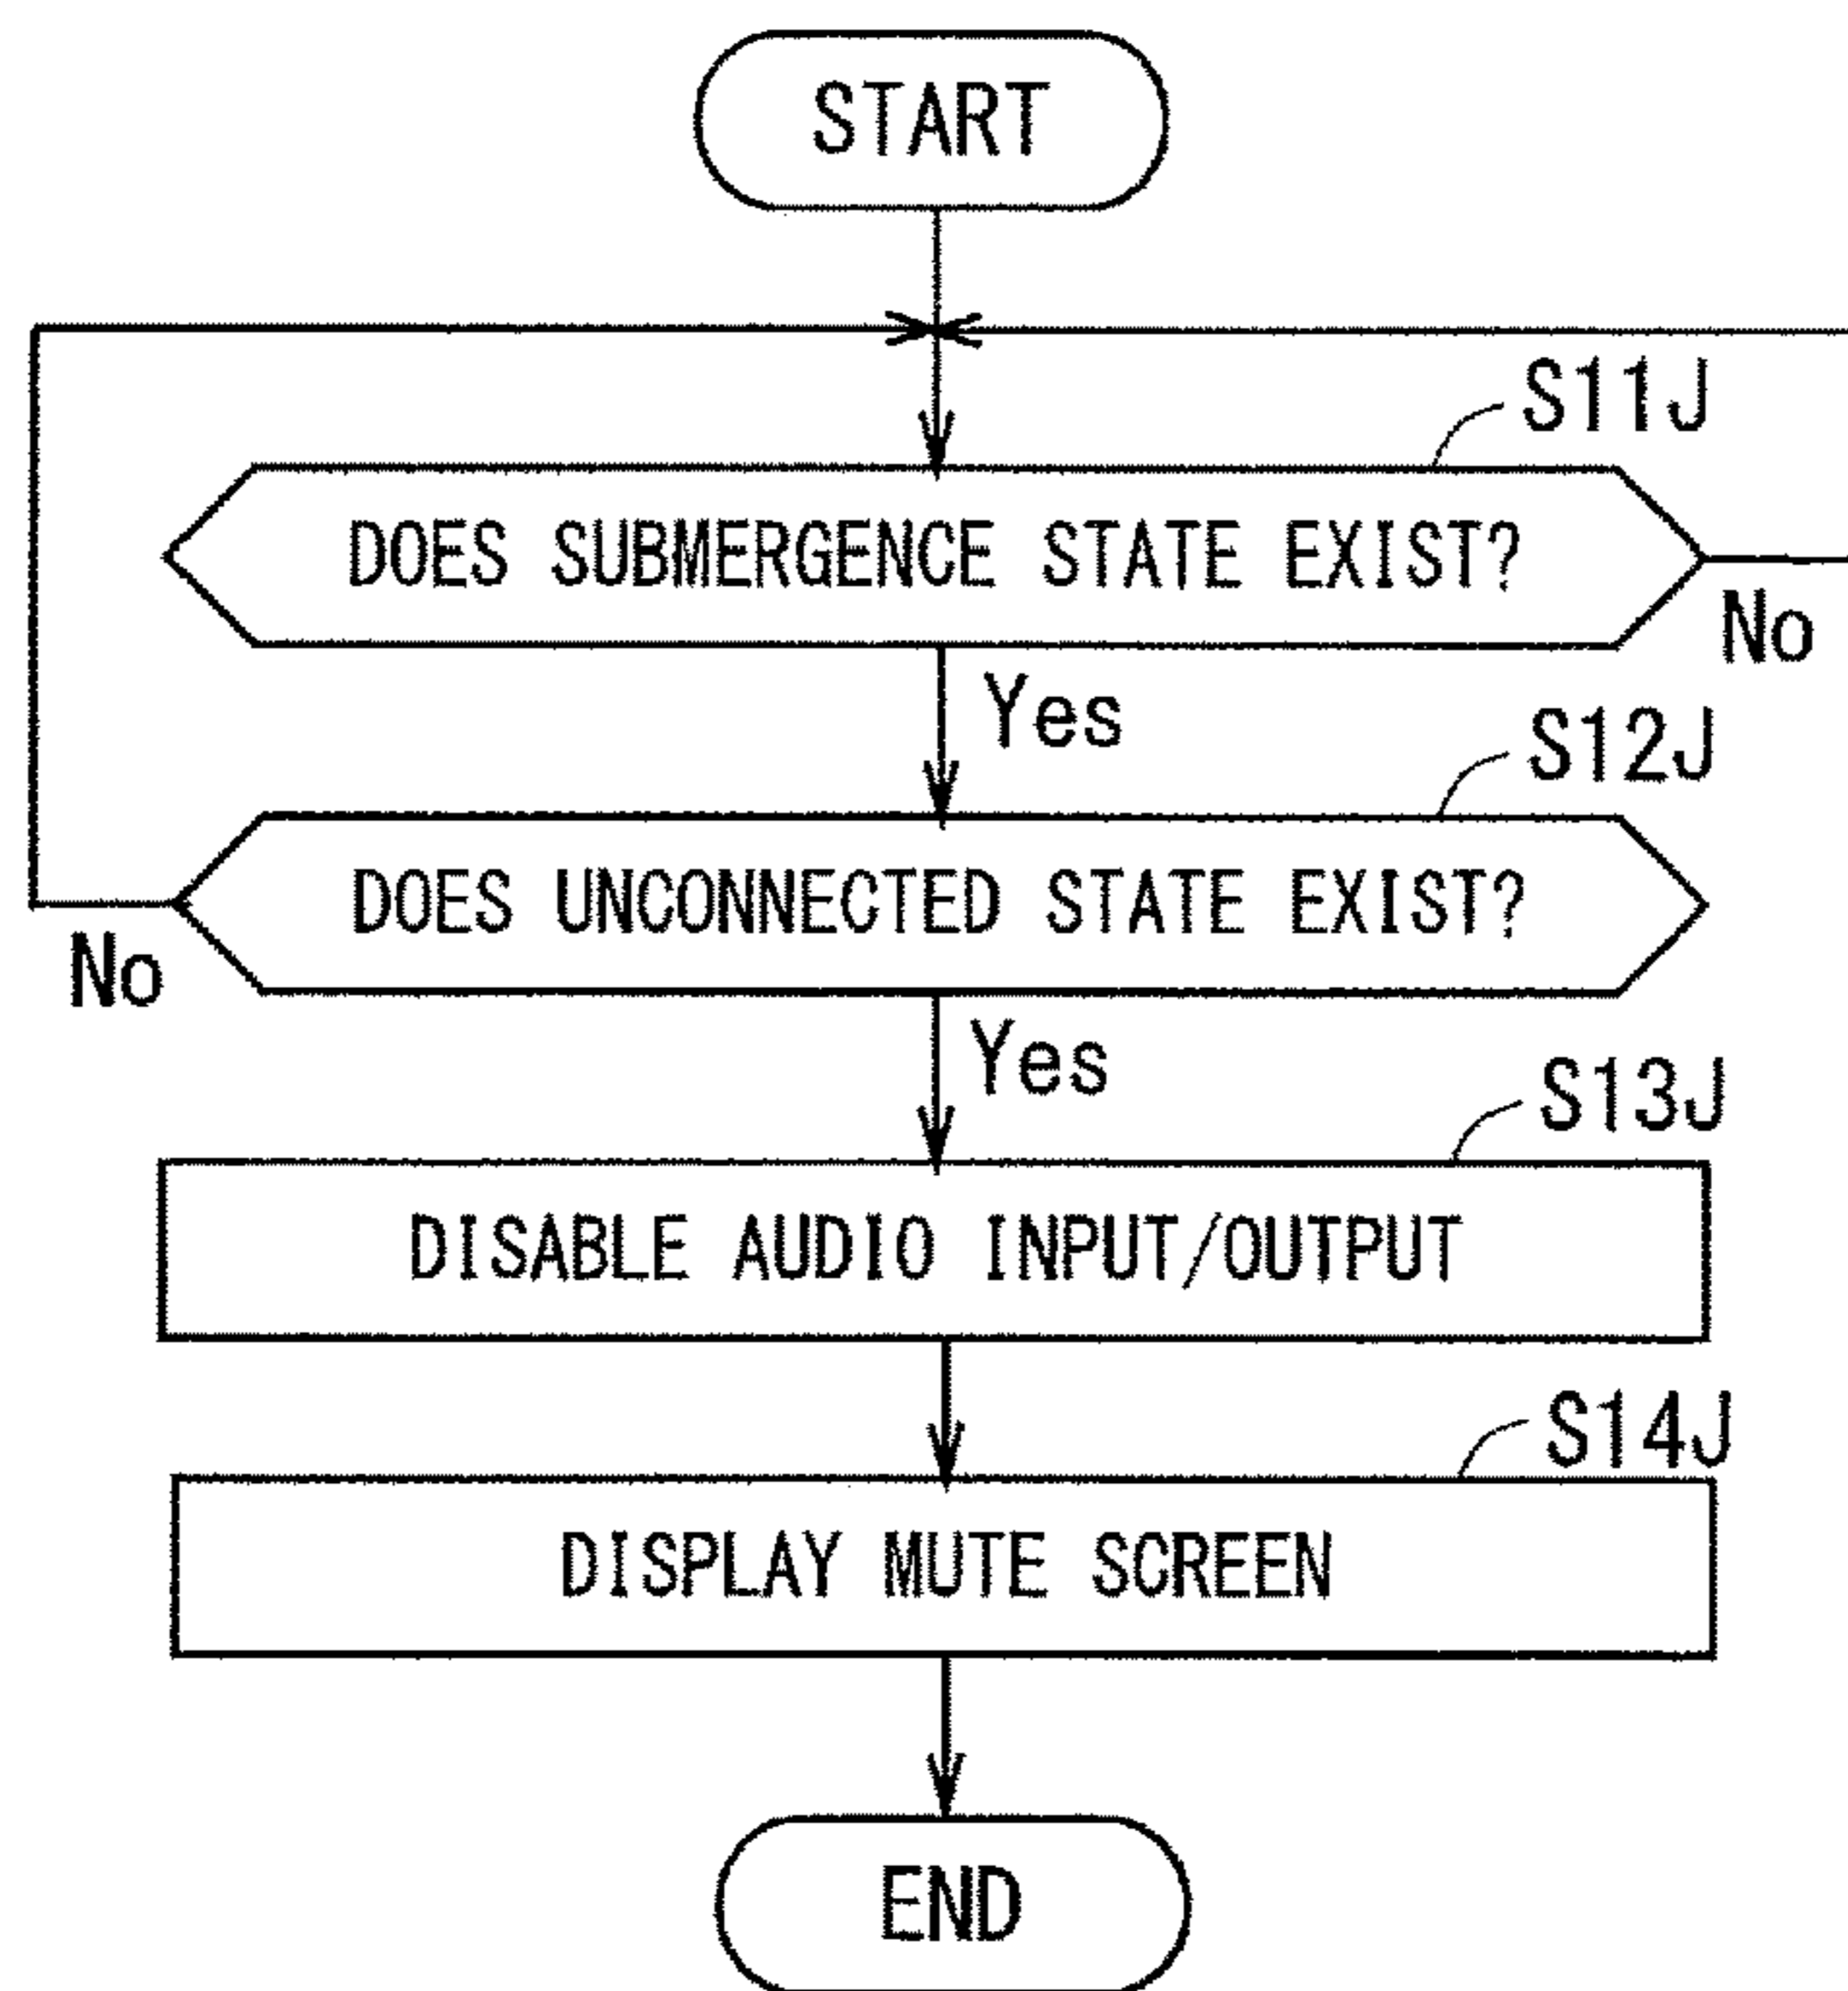 START
S11J
DOES SUBMERGENCE STATE EXIST?
No
Yes
S12J
DOES UNCONNECTED STATE EXIST?
No
Yes
S13J
DISABLE AUDIO INPUT/OUTPUT
S14J
DISPLAY MUTE SCREEN
END